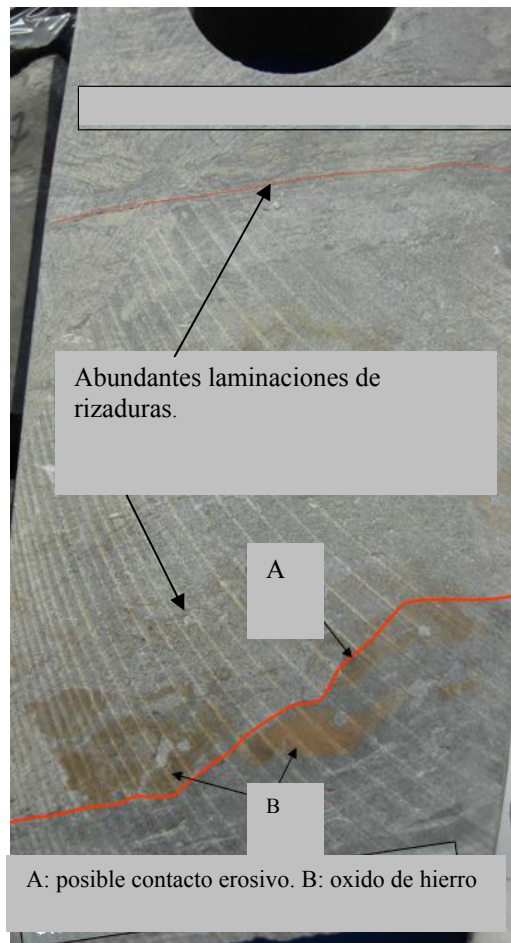 Abundantes laminaciones de
rizaduras.
A
B
A: posible contacto erosivo. B: oxido de hierro